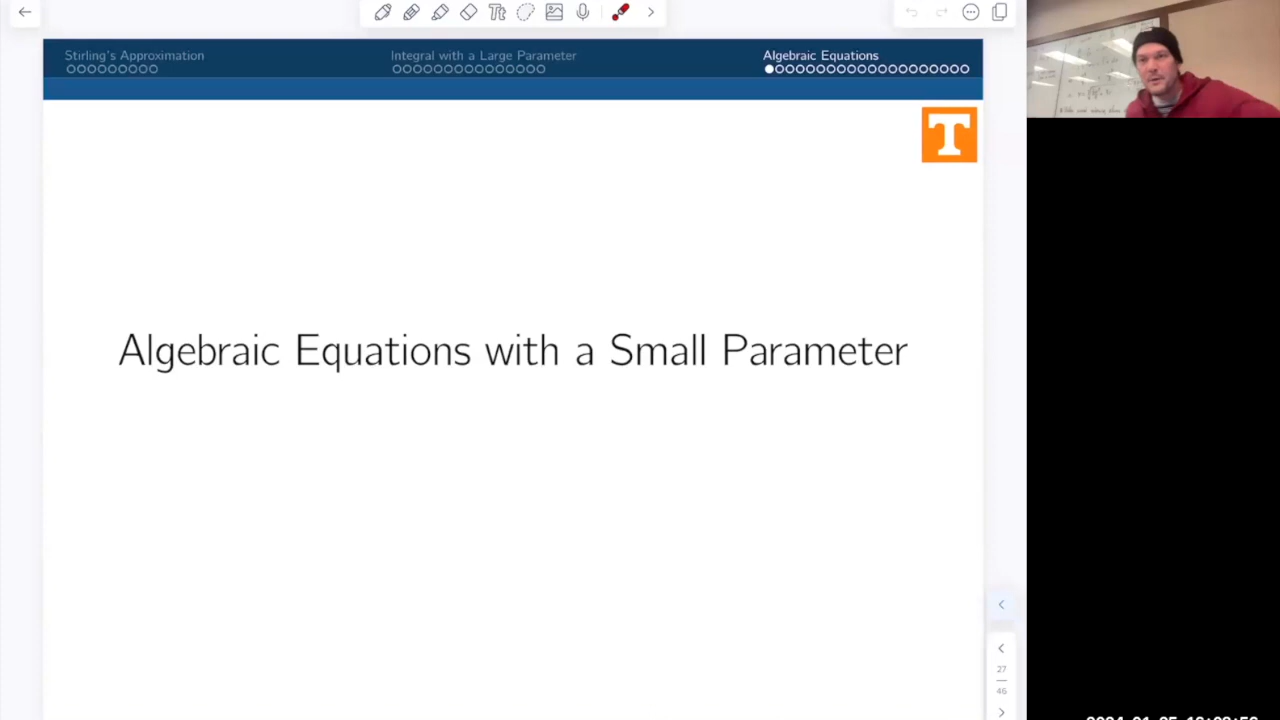 Stirling's Approximation
Integral with a Large Parameter
Algebraic Equations
T
Algebraic Equations with a Small Parameter
27
46